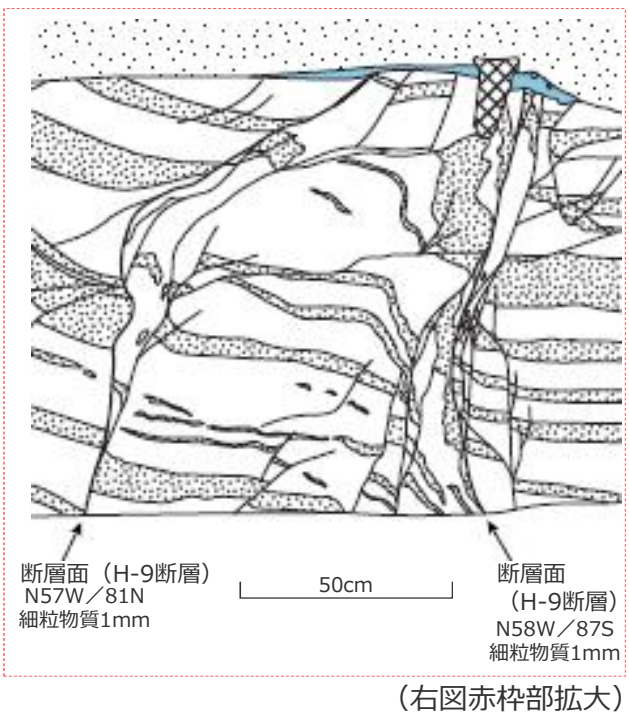 断層面（H-9断層）
N57W／81N
細粒物質1mm
50cm
断層面
（H-9断層）
N58W／87S
細粒物質1mm
（右図赤枠部拡大）